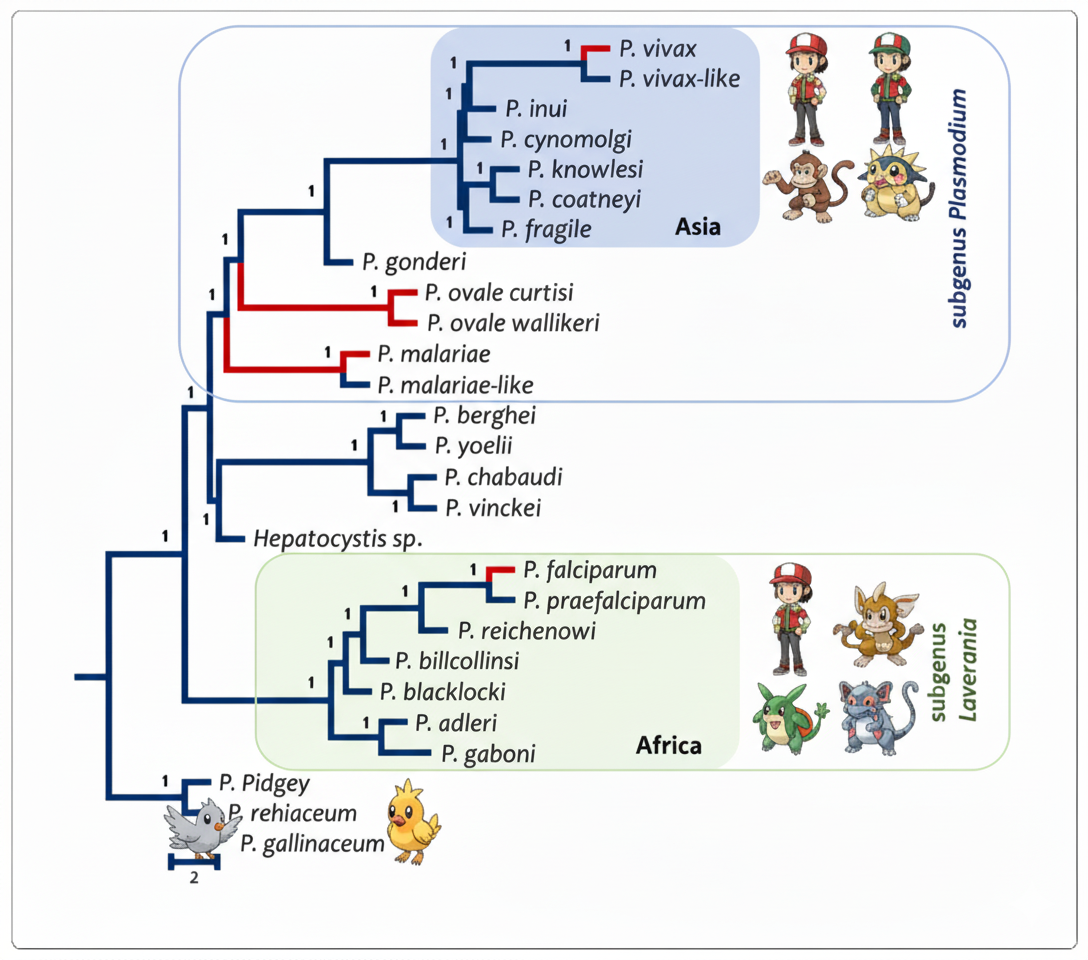 1
P. vivax
1
P. vivax-like
1
P. inui
1
P. cynomolgi
1
P. knowlesi
P. coatneyi
1
P. fragile
Asia
subgenus Plasmodium
1
P. gonderi
1
1
P. ovale curtisi
P. ovale wallikeri
1
1
P. malariae
P. malariae-like
1
1
P. berghei
P. yoelii
1
P. chabaudi
1
P. vinckei
1
Hepatocystis sp.
1
1
P. falciparum
P. praefalciparum
1
P. reichenowi
1
P. billcollinsi
1
P. blacklocki
1
1
P. adleri
P. gaboni
Africa
subgenus
Laverania
1
P. Pidgey
P. rehiaceum
P. gallinaceum
2